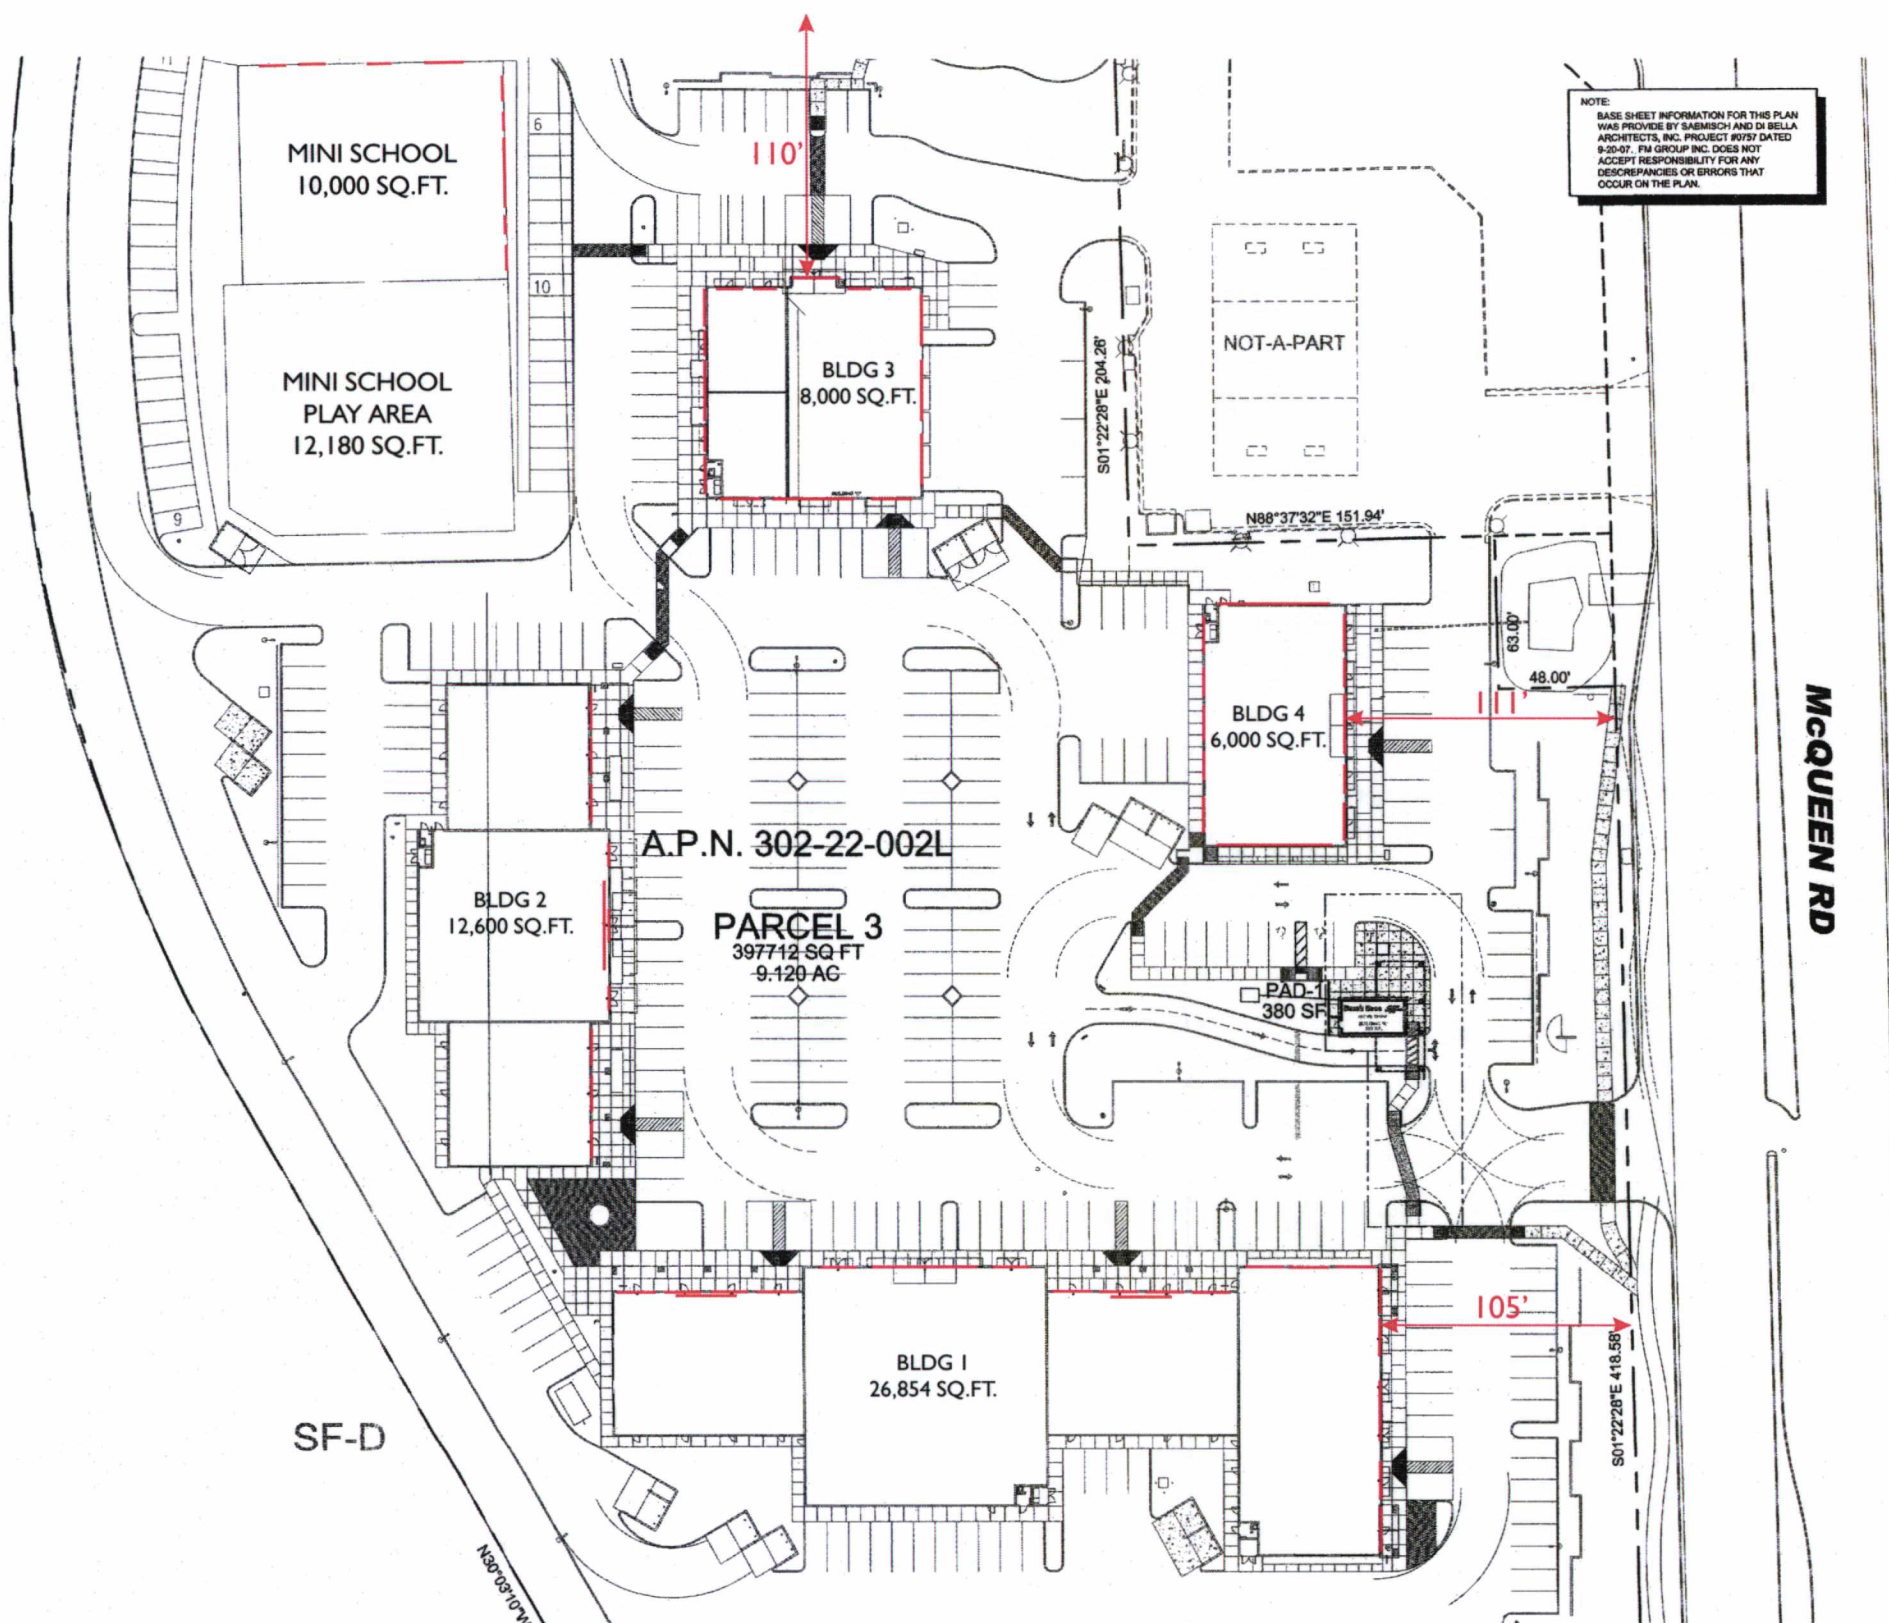 NOTE:
BASE SHEET INFORMATION FOR THIS PLAN
WAS PROVIDE BY SAEMISCH AND DI BELLA
ARCHITECTS, INC. PROJECT #0757 DATED
9-20-07. FM GROUP INC. DOES NOT
ACCEPT RESPONSIBILITY FOR ANY
DESCREPANCIES OR ERRORS THAT
OCCUR ON THE PLAN.
110'
6
MINI SCHOOL
10,000 SQ.FT.
10
NOT-A-PART
S01°22'28"E 204.26'
BLDG 3
8,000 SQ.FT.
MINI SCHOOL
PLAY AREA
12,180 SQ.FT.
9
N88°37'32"E 151.94'
63.00'
48.00'
111'
BLDG 4
6,000 SQ.FT.
McQUEEN RD
A.P.N. 302-22-002L
BLDG 2
12,600 SQ.FT.
PARCEL 3
397712 SQ FT
9.120 AC
PAD-1
380 SF
105'
S01°22'28"E 418.58'
BLDG 1
26,854 SQ.FT.
SF-D
N30°03'10"W